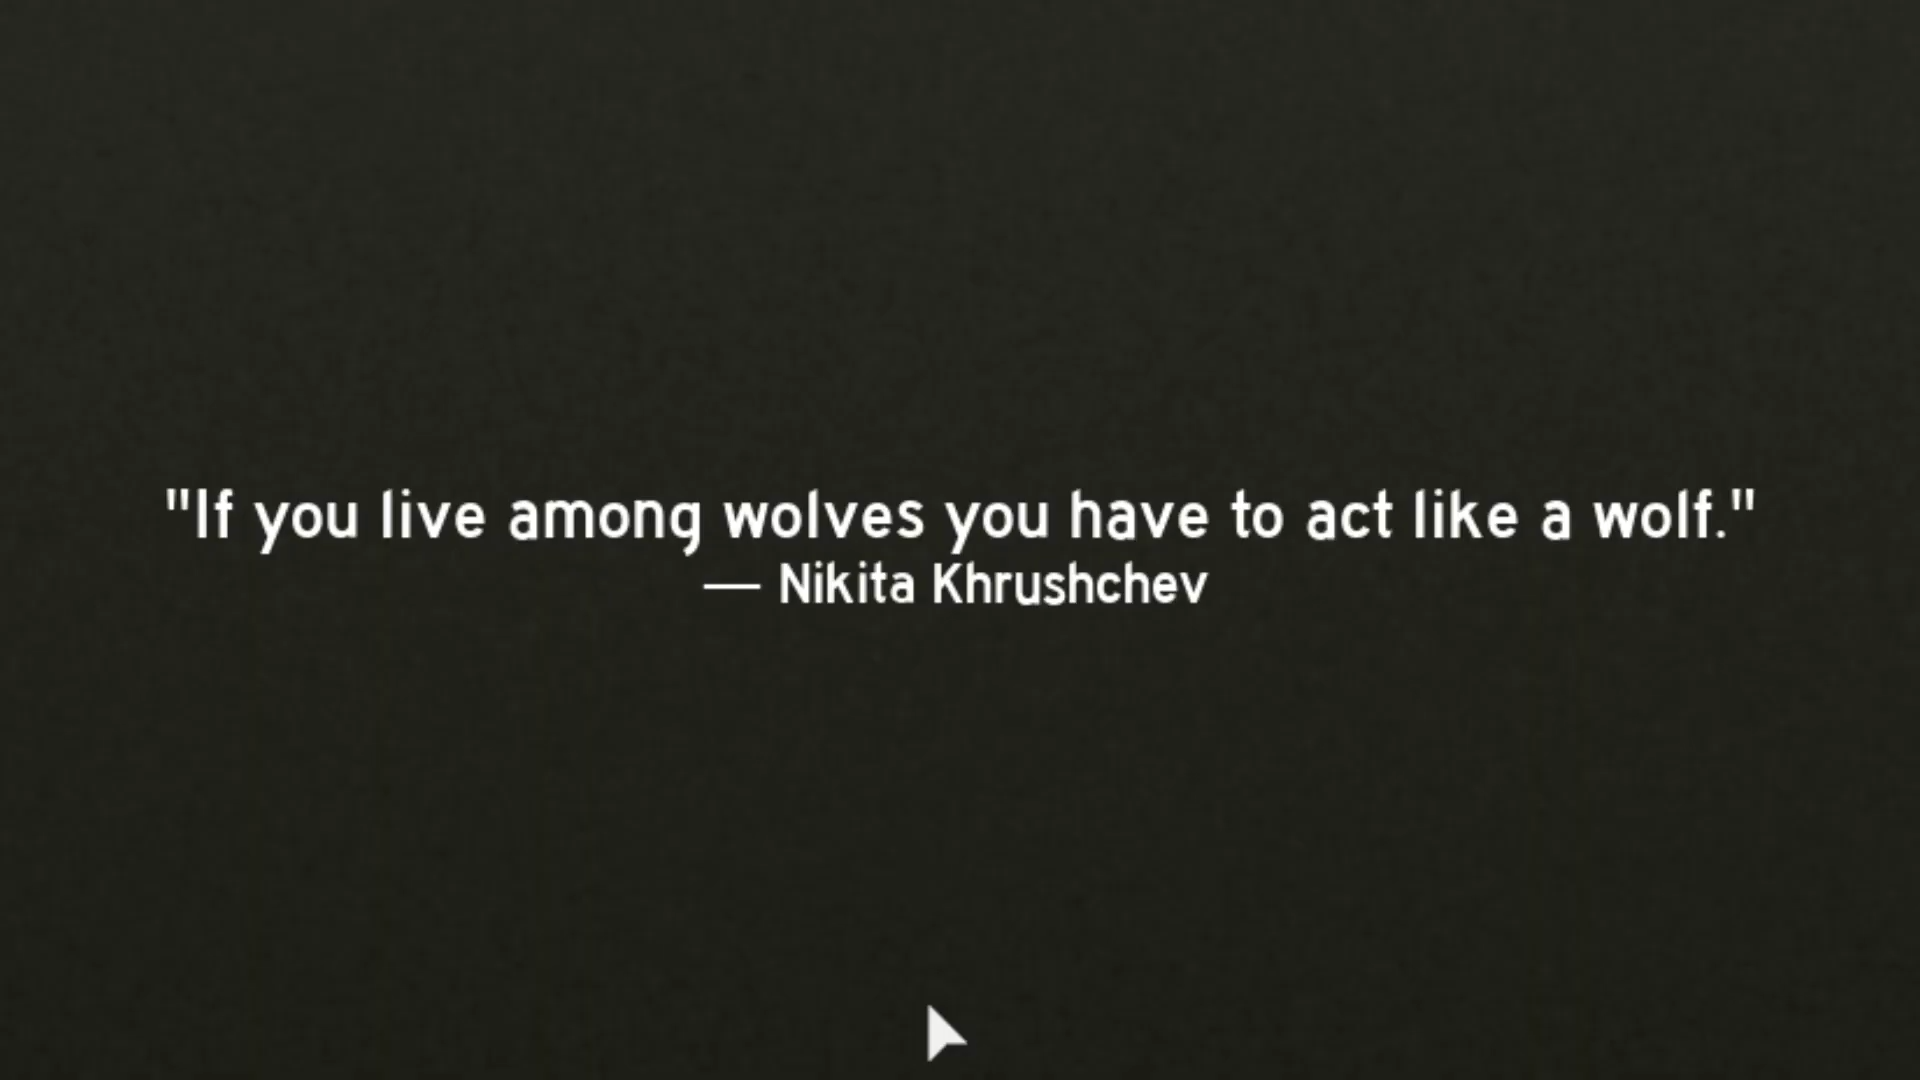 "If you live among wolves you have to act like a wolf."
— Nikita Khrushchev